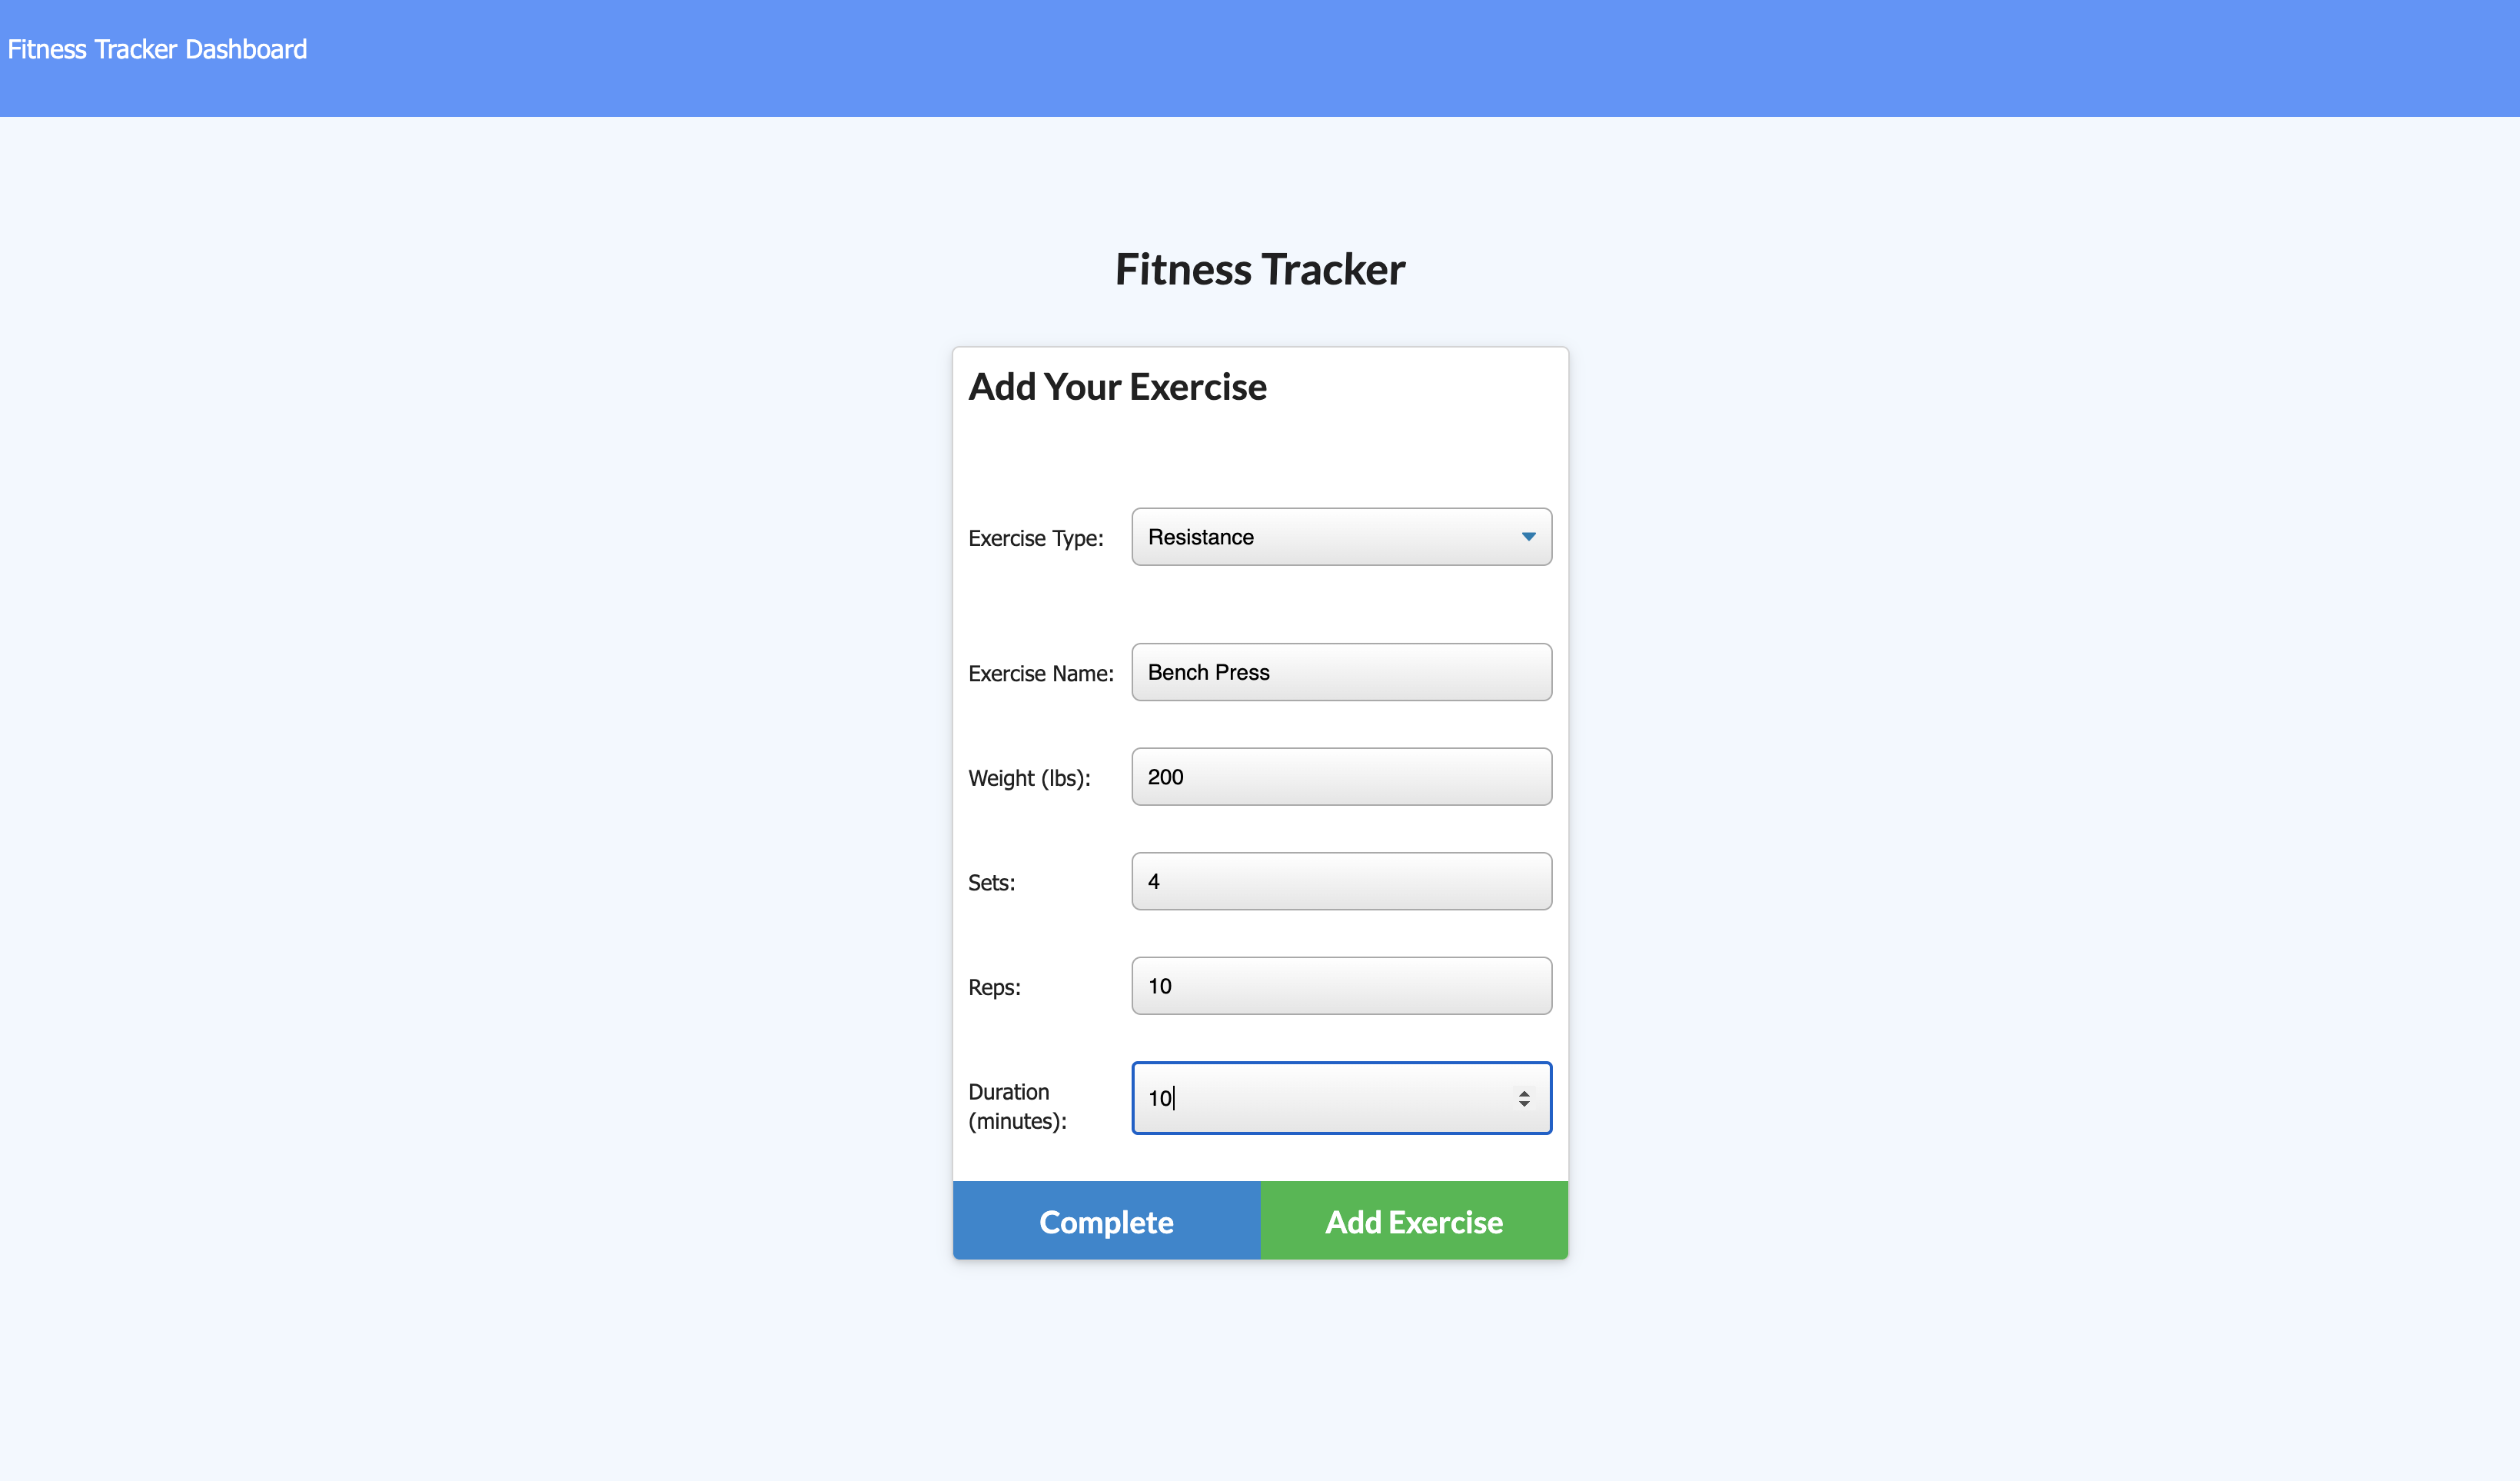 Fitness Tracker Dashboard
Fitness Tracker
Add Your Exercise
Exercise Type: Resistance
Exercise Name: Bench Press
Weight (lbs): 200
Sets: 4
Reps: 10
Duration (minutes): 10
Complete Add Exercise